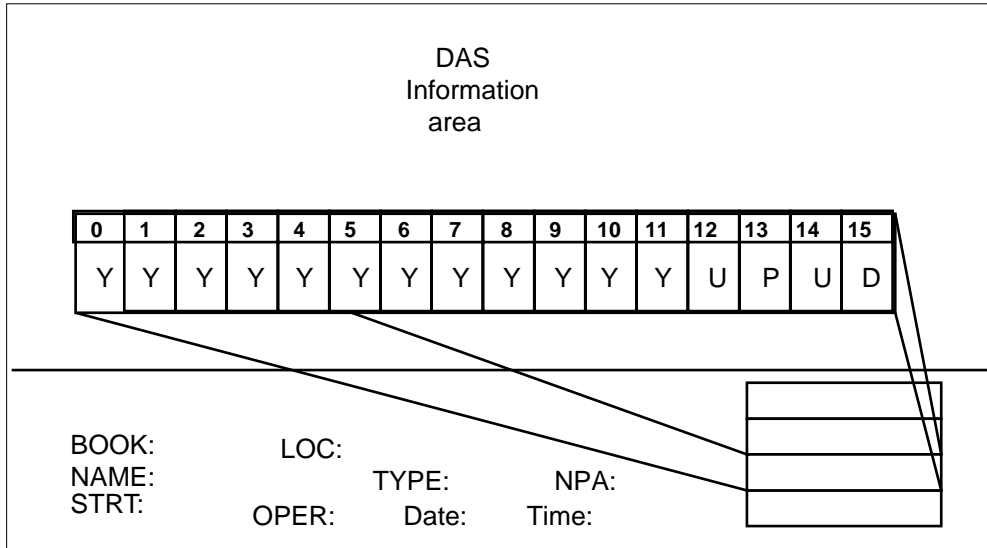 DAS
Information
area
0 1 2 3 4 5 6 7 8 9 10 11 12 13 14 15
Y Y Y Y Y Y Y Y Y Y Y Y U P U D
BOOK: LOC:
NAME: TYPE: NPA:
STRT: OPER: Date: Time: